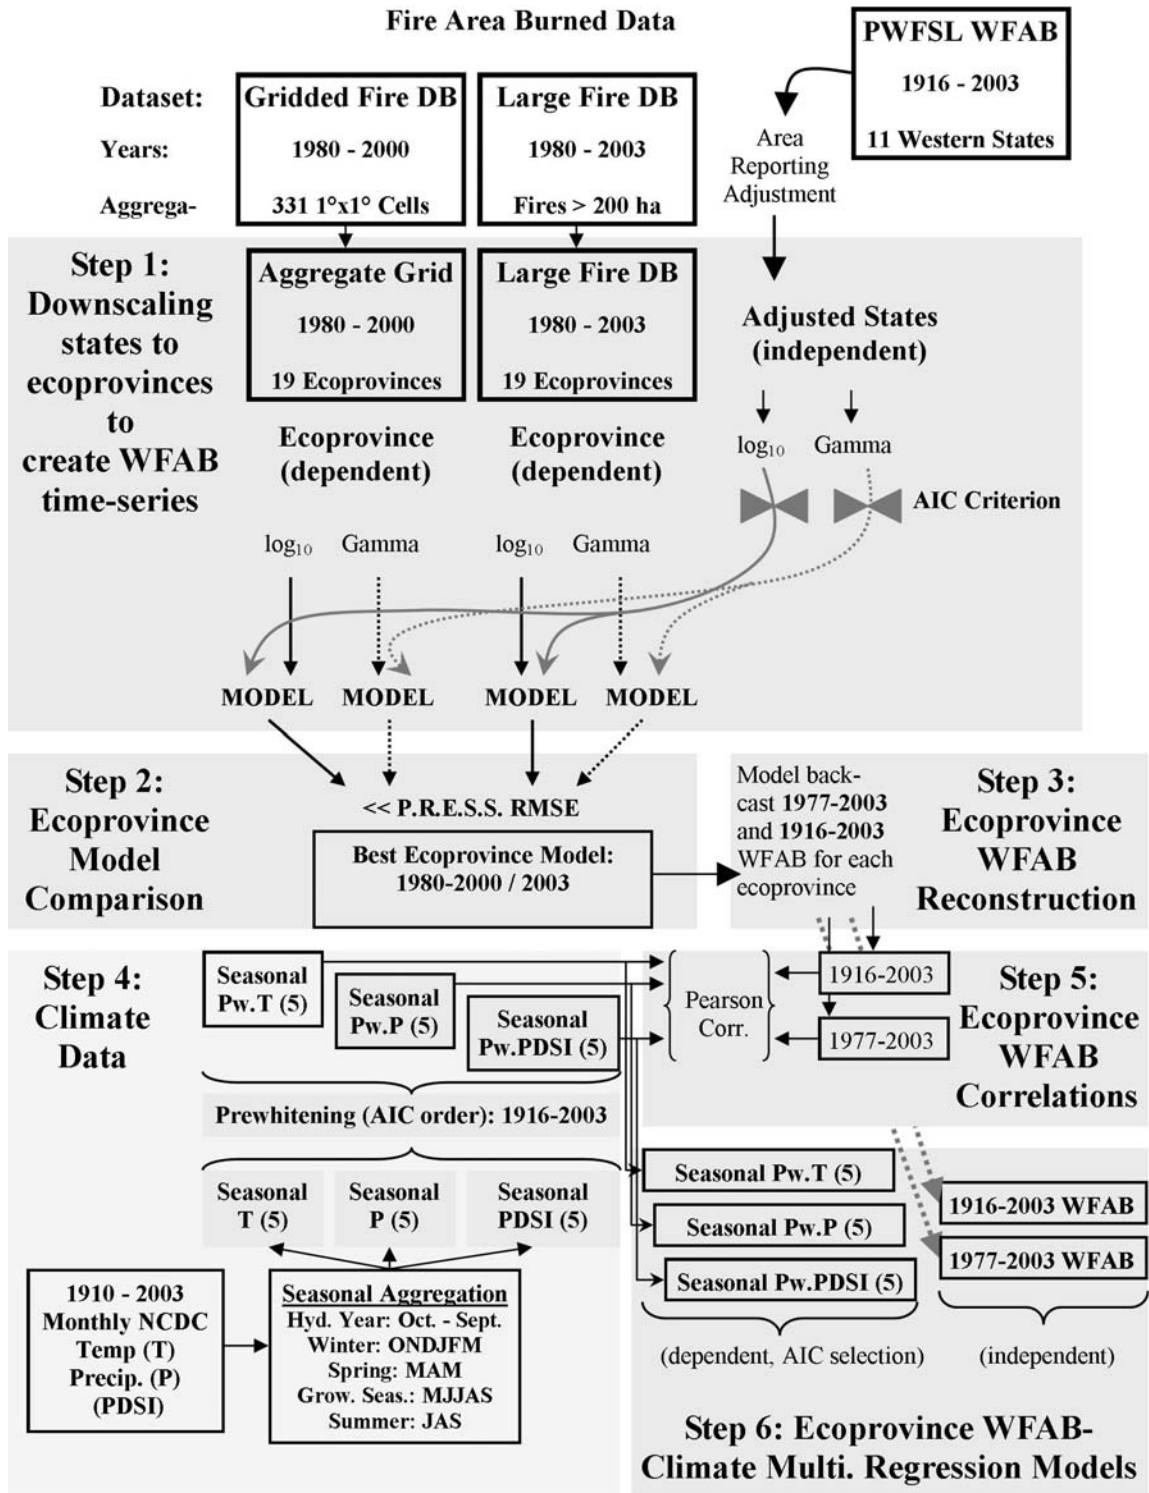 Fire Area Burned Data
PWFSL WFAB
1916 - 2003
11 Western States
Dataset:
Gridded Fire DB
Large Fire DB
Years:
1980 - 2000
1980 - 2003
Aggrega-
331 1°x1° Cells
Fires > 200 ha
Area
Reporting
Adjustment
Step 1:
Downscaling
states to
ecoprovinces
to
create WFAB
time-series
Aggregate Grid
1980 - 2000
19 Ecoprovinces
Large Fire DB
1980 - 2003
19 Ecoprovinces
Adjusted States
(independent)
Ecoprovince
(dependent)
Ecoprovince
(dependent)
log₁₀
Gamma
AIC Criterion
log₁₀
Gamma
log₁₀
Gamma
MODEL
MODEL
MODEL
MODEL
Step 2:
Ecoprovince
Model
Comparison
<< P.R.E.S.S. RMSE
Best Ecoprovince Model:
1980-2000 / 2003
Model back-
cast 1977-2003
and 1916-2003
WFAB for each
ecoprovince
Step 3:
Ecoprovince
WFAB
Reconstruction
Step 4:
Climate
Data
Seasonal
Pw.T (5)
Seasonal
Pw.P (5)
Seasonal
Pw.PDSI (5)
Pearson
Corr.
1916-2003
1977-2003
Step 5:
Ecoprovince
WFAB
Correlations
Prewhitening (AIC order): 1916-2003
Seasonal
T (5)
Seasonal
P (5)
Seasonal
PDSI (5)
1910 - 2003
Monthly NCDC
Temp (T)
Precip. (P)
(PDSI)
Seasonal Aggregation
Hyd. Year: Oct. - Sept.
Winter: ONDJFM
Spring: MAM
Grow. Seas.: MJJAS
Summer: JAS
Seasonal Pw.T (5)
Seasonal Pw.P (5)
Seasonal Pw.PDSI (5)
1916-2003 WFAB
1977-2003 WFAB
(dependent, AIC selection)
(independent)
Step 6: Ecoprovince WFAB-
Climate Multi. Regression Models